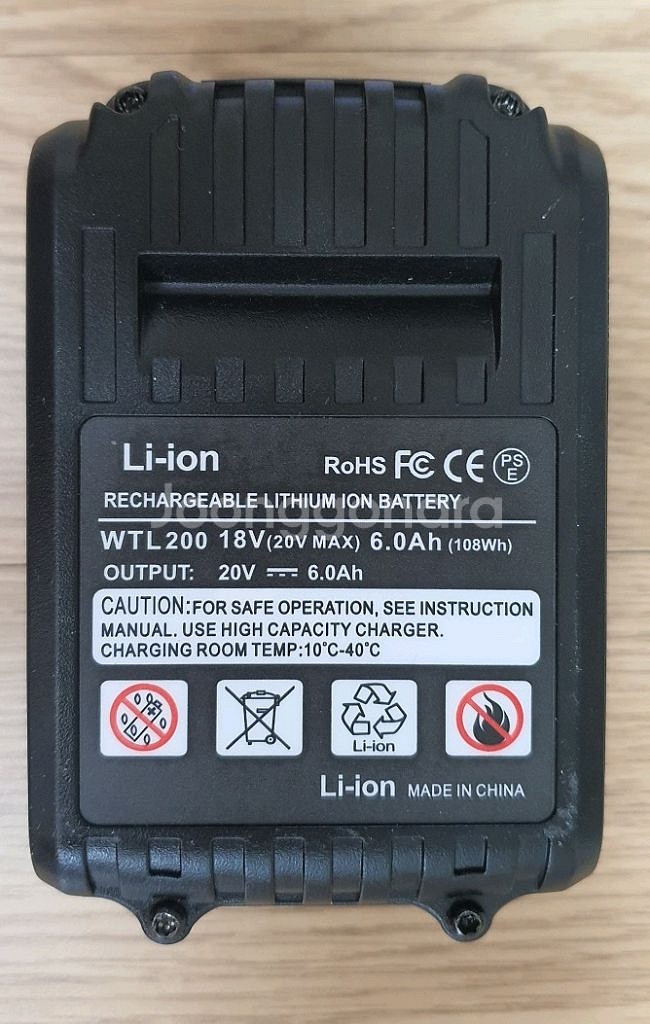 Li-ion RoHS FC CE PS E
RECHARGEABLE LITHIUM ION BATTERY
Joonggonara
WTL200 18V(20V MAX) 6.0Ah (108Wh)
OUTPUT: 20V 6.0Ah
CAUTION:FOR SAFE OPERATION, SEE INSTRUCTION
MANUAL. USE HIGH CAPACITY CHARGER.
CHARGING ROOM TEMP:10°C-40°C
Li-ion
Li-ion MADE IN CHINA